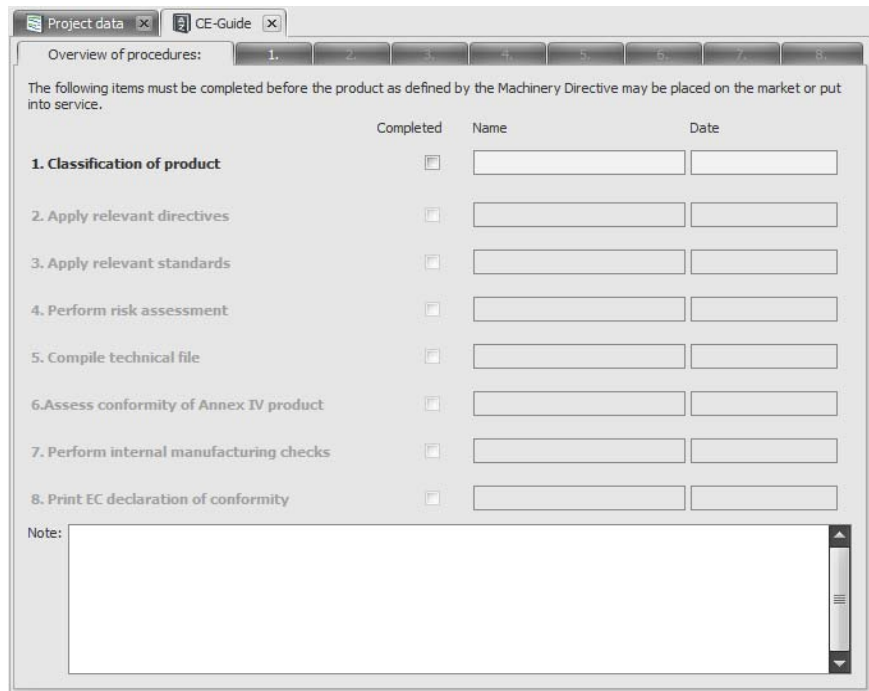 Project data CE-Guide
Overview of procedures: 1. 2. 3. 4. 5. 6. 7. 8.
The following items must be completed before the product as defined by the Machinery Directive may be placed on the market or put
into service.
Completed Name Date
1. Classification of product
2. Apply relevant directives
3. Apply relevant standards
4. Perform risk assessment
5. Compile technical file
6.Assess conformity of Annex IV product
7. Perform internal manufacturing checks
8. Print EC declaration of conformity
Note: